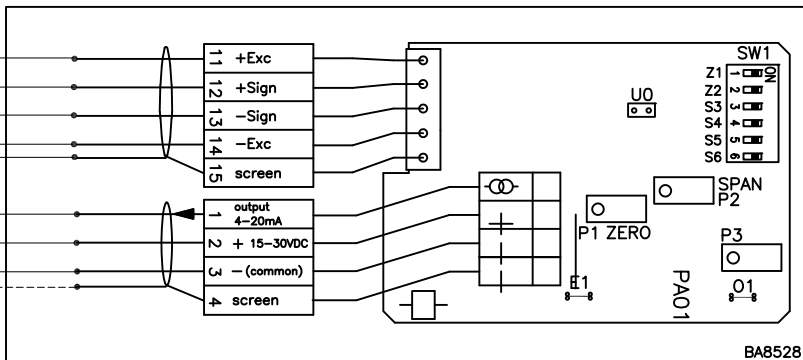 11 +Exc
12 +Sign
13 -Sign
14 -Exc
15 screen
1 output
4-20mA
2 + 15-30VDC
3 -(common)
4 screen
SW1
ON
Z1 1
Z2 2
S3 3
S4 4
S5 5
S6 6
U0
SPAN
P2
P1 ZERO
P3
E1
PA01
O1
BA8528